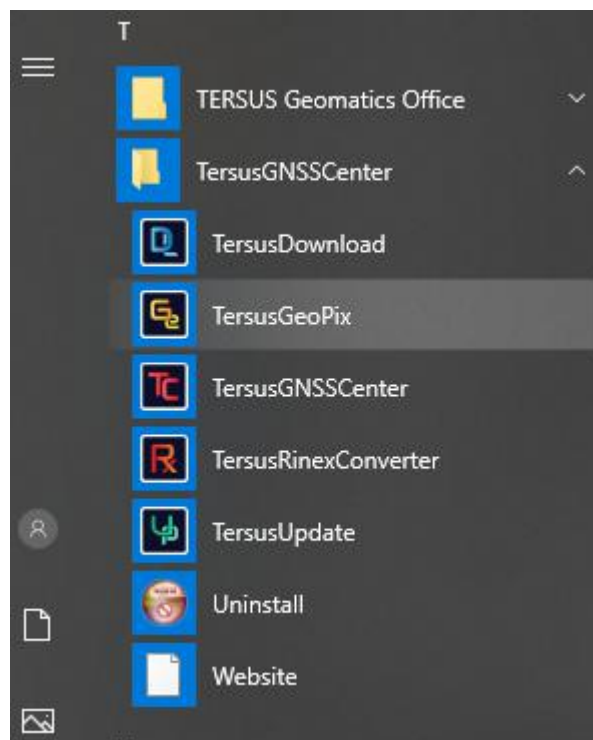 T
TERSUS Geomatics Office
TersusGNSSCenter
TersusDownload
TersusGeoPix
TersusGNSSCenter
TersusRinexConverter
TersusUpdate
Uninstall
Website